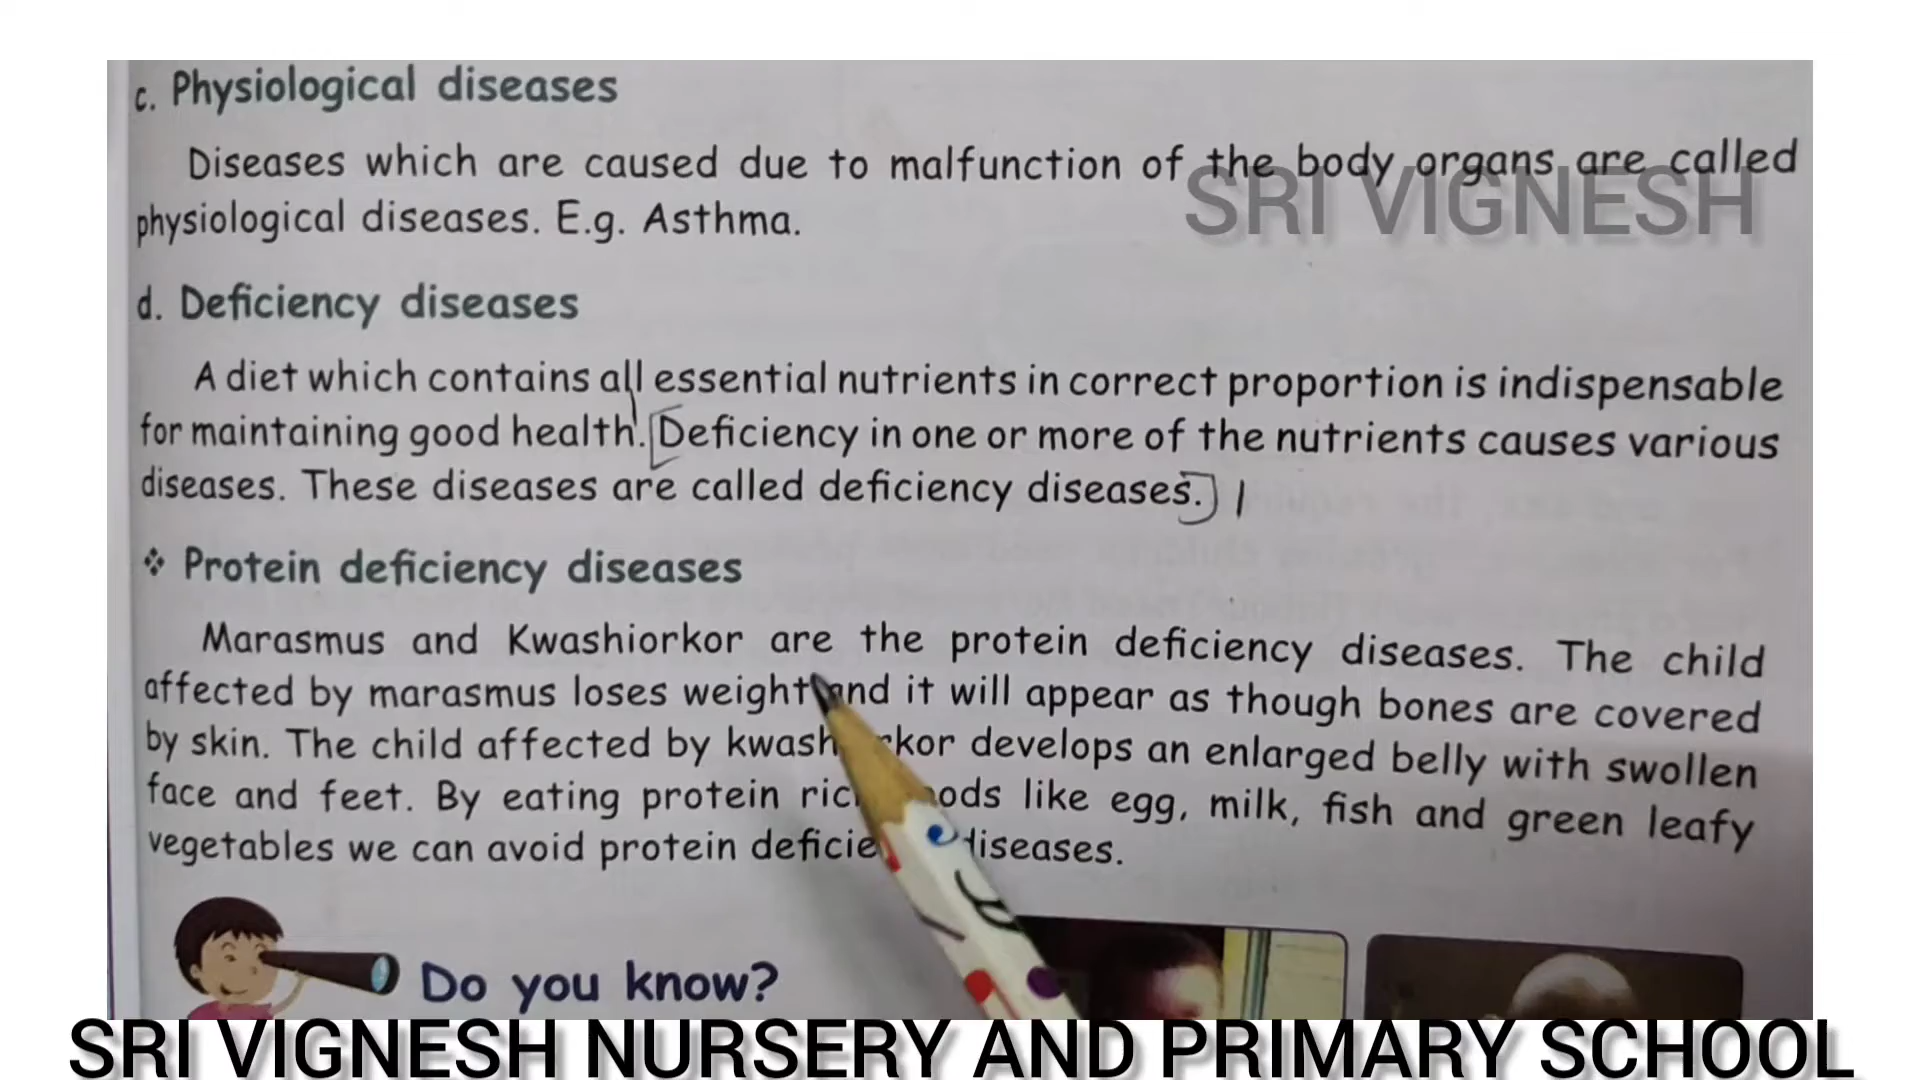 c. Physiological diseases
Diseases which are caused due to malfunction of the body organs are called
physiological diseases. E.g. Asthma.
SRI VIGNESH
d. Deficiency diseases
A diet which contains all essential nutrients in correct proportion is indispensable
for maintaining good health. Deficiency in one or more of the nutrients causes various
diseases. These diseases are called deficiency diseases. 1
❖ Protein deficiency diseases
Marasmus and Kwashiorkor are the protein deficiency diseases. The child
affected by marasmus loses weight and it will appear as though bones are covered
by skin. The child affected by kwashiorkor develops an enlarged belly with swollen
face and feet. By eating protein rich foods like egg, milk, fish and green leafy
vegetables we can avoid protein deficiency diseases.
Do you know?
SRI VIGNESH NURSERY AND PRIMARY SCHOOL